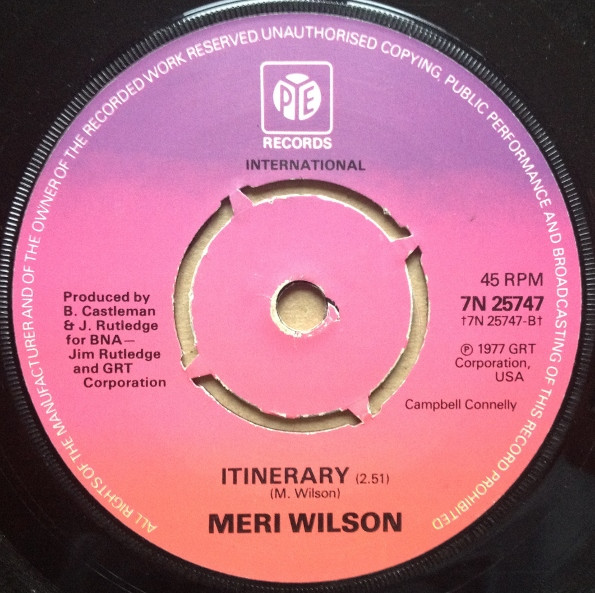 ALL RIGHTS OF THE MANUFACTURER AND OF THE OWNER OF THE RECORDED WORK RESERVED. UNAUTHORISED COPYING, PUBLIC PERFORMANCE AND BROADCASTING OF THIS RECORD PROHIBITED
PYE
RECORDS
INTERNATIONAL
45 RPM
7N 25747
†7N 25747-B†
Ⓟ 1977 GRT
Corporation,
USA
Campbell Connelly
Produced by
B. Castleman
& J. Rutledge
for BNA—
Jim Rutledge
and GRT
Corporation
ITINERARY (2.51)
(M. Wilson)
MERI WILSON